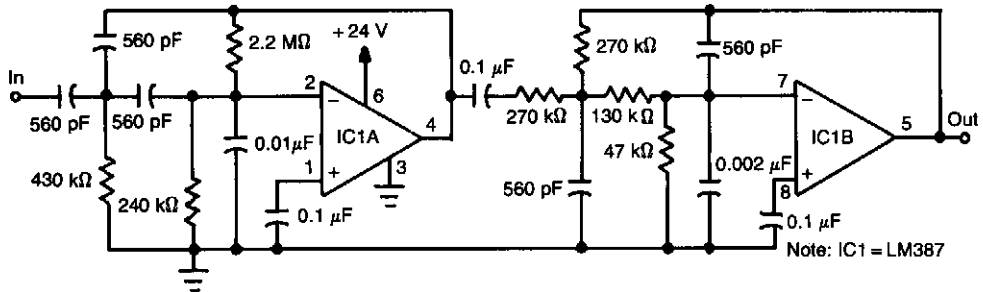 560 pF
2.2 MΩ
+24 V
In
560 pF
560 pF
430 kΩ
240 kΩ
0.01 µF
0.1 µF
2
6
IC1A
4
1
3
0.1 µF
270 kΩ
270 kΩ
130 kΩ
47 kΩ
560 pF
560 pF
0.002 µF
7
IC1B
5
8
0.1 µF
Out
Note: IC1 = LM387